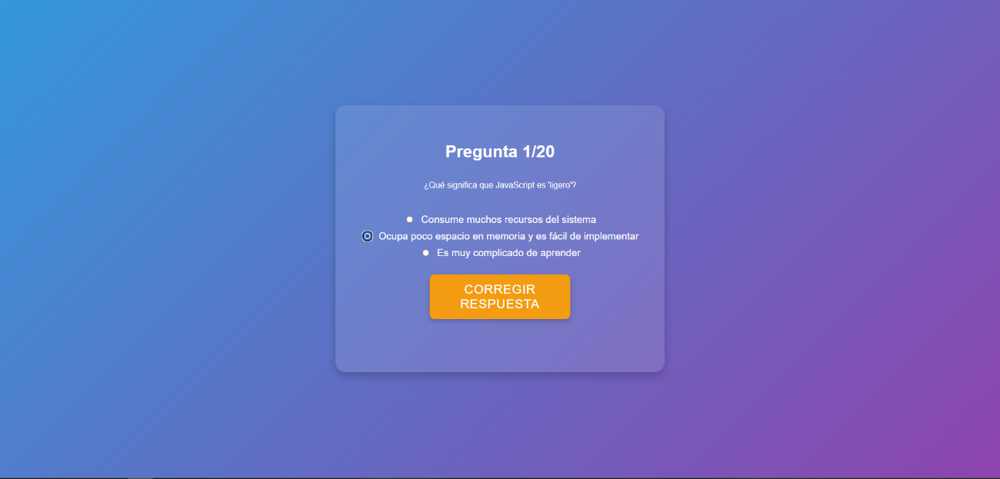 Pregunta 1/20
¿Qué significa que JavaScript es 'ligero'?
Consume muchos recursos del sistema
Ocupa poco espacio en memoria y es fácil de implementar
Es muy complicado de aprender
CORREGIR
RESPUESTA